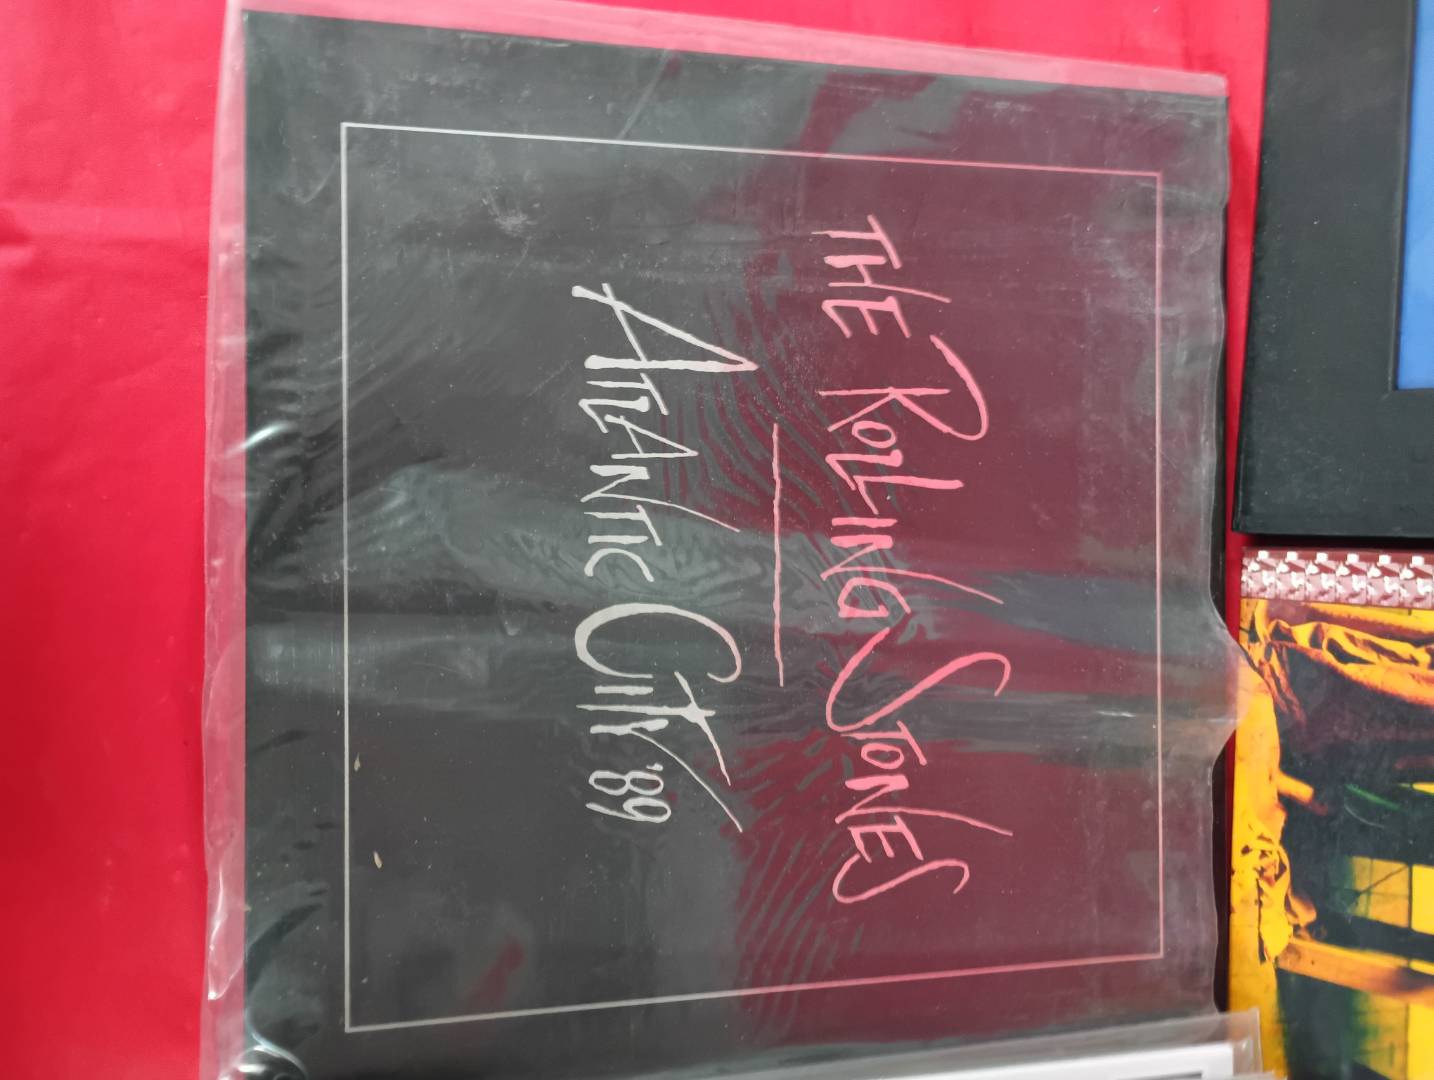 THE ROLLING STONES
ATLANTIC CITY '89